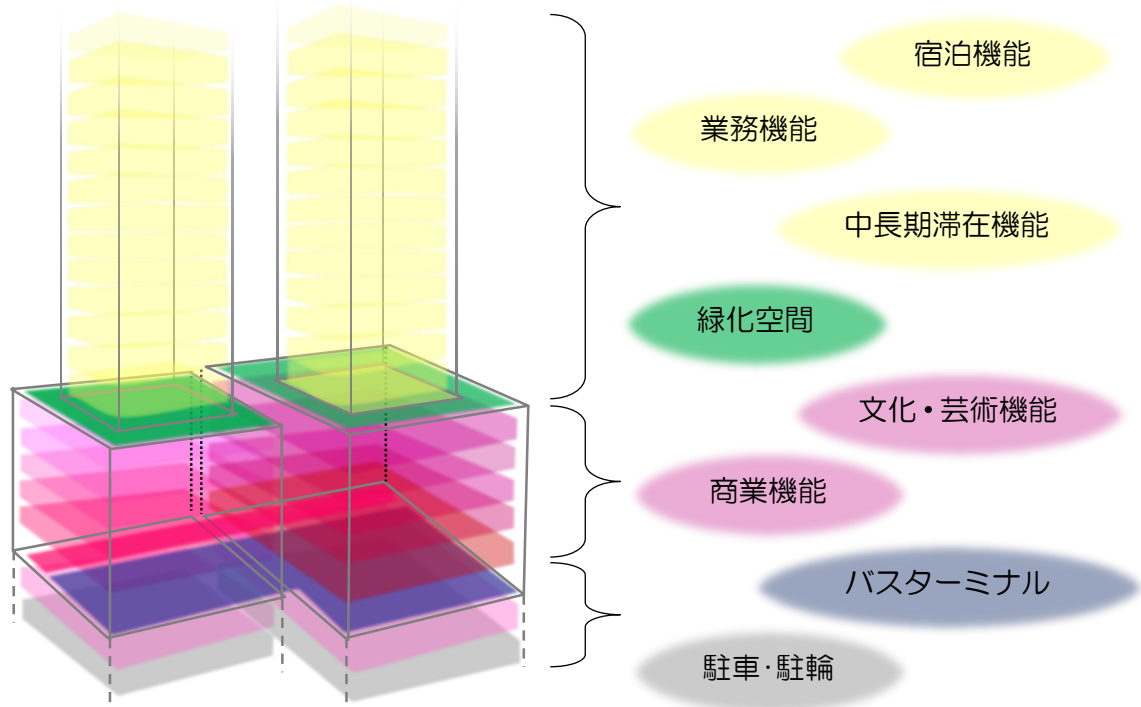 宿泊機能
業務機能
中長期滞在機能
緑化空間
文化・芸術機能
商業機能
バスターミナル
駐車・駐輪